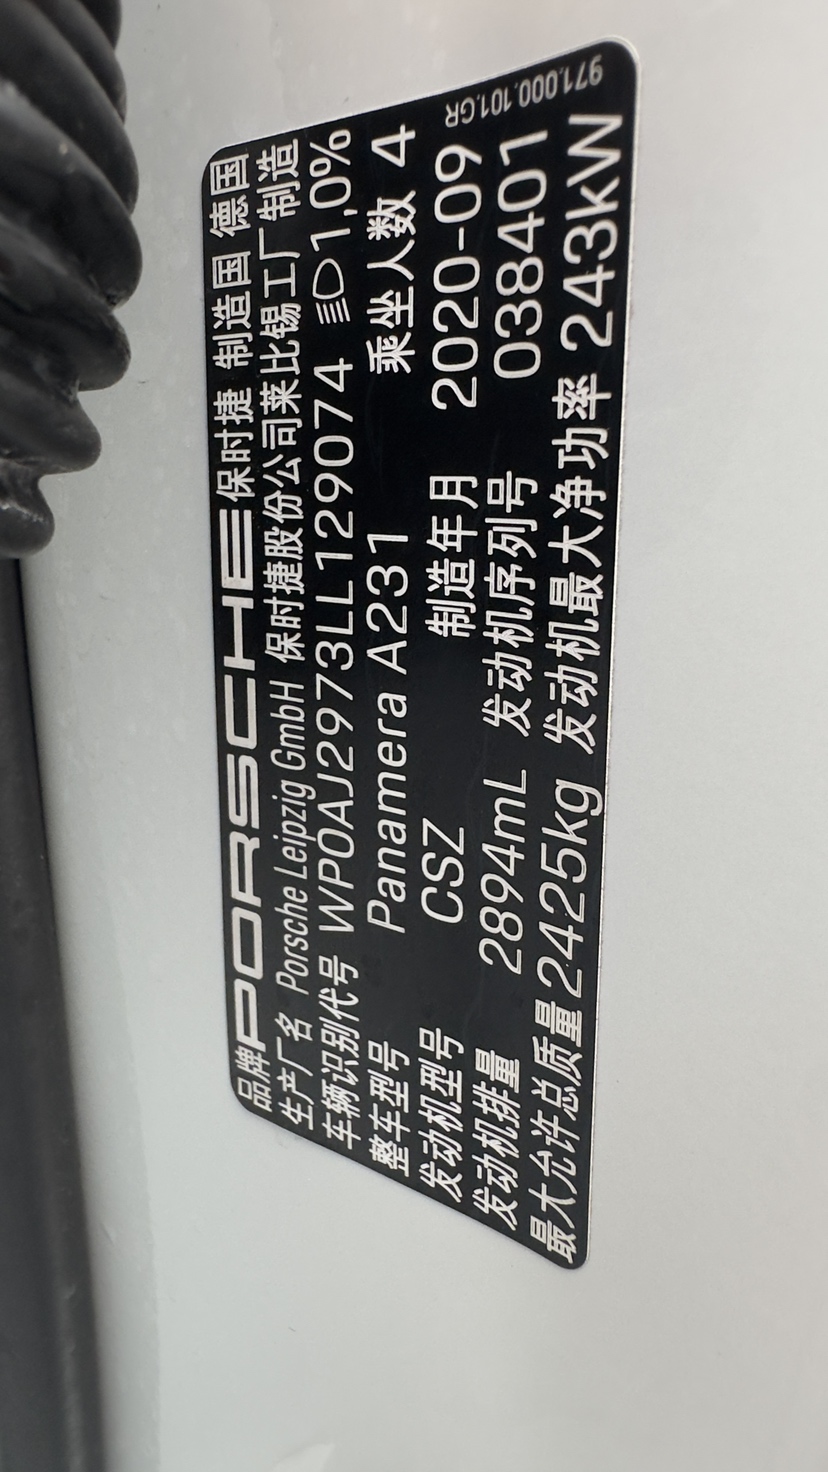 品牌 PORSCHE 保时捷 制造国 德国
生产厂名 Porsche Leipzig GmbH 保时捷股份公司莱比锡工厂制造
车辆识别代号 WP0AJ2973LL129074 1,0%
整车型号 Panamera A231 乘坐人数 4
发动机型号 CSZ 制造年月 2020-09
发动机排量 2894mL 发动机序列号 038401
最大允许总质量 2425kg 发动机最大净功率 243kW
971.000.101.GR